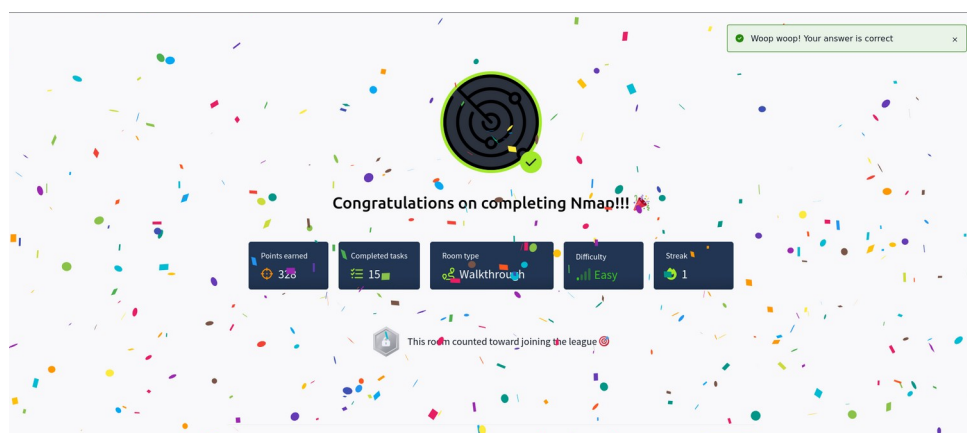 Woop woop! Your answer is correct ×
Congratulations on completing Nmap!!! 🎉
Points earned
328
Completed tasks
15
Room type
Walkthrough
Difficulty
Easy
Streak
1
This room counted toward joining the league 🎯